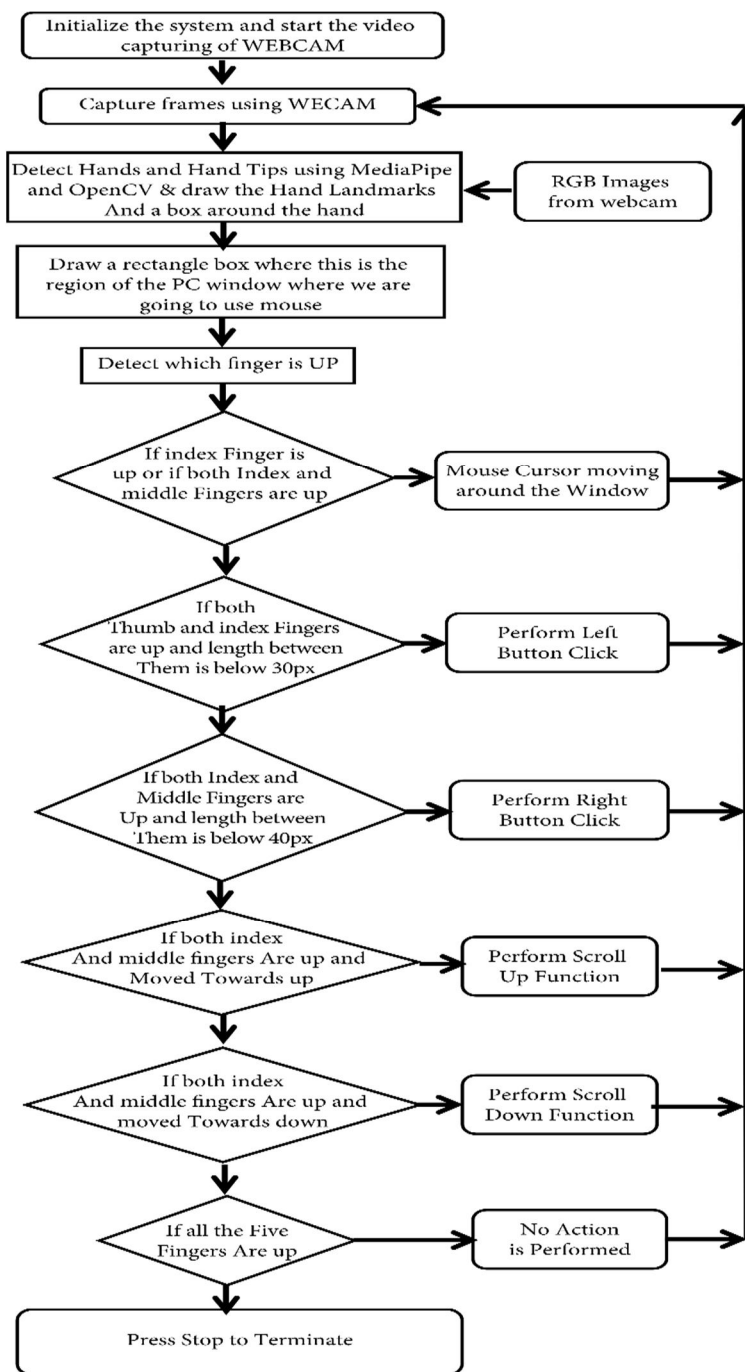 Initialize the system and start the video
capturing of WEBCAM
Capture frames using WECAM
Detect Hands and Hand Tips using MediaPipe
and OpenCV & draw the Hand Landmarks
And a box around the hand
RGB Images
from webcam
Draw a rectangle box where this is the
region of the PC window where we are
going to use mouse
Detect which finger is UP
If index Finger is
up or if both Index and
middle Fingers are up
Mouse Cursor moving
around the Window
If both
Thumb and index Fingers
are up and length between
Them is below 30px
Perform Left
Button Click
If both Index and
Middle Fingers are
Up and length between
Them is below 40px
Perform Right
Button Click
If both index
And middle fingers Are up and
Moved Towards up
Perform Scroll
Up Function
If both index
And middle fingers Are up and
moved Towards down
Perform Scroll
Down Function
If all the Five
Fingers Are up
No Action
is Performed
Press Stop to Terminate